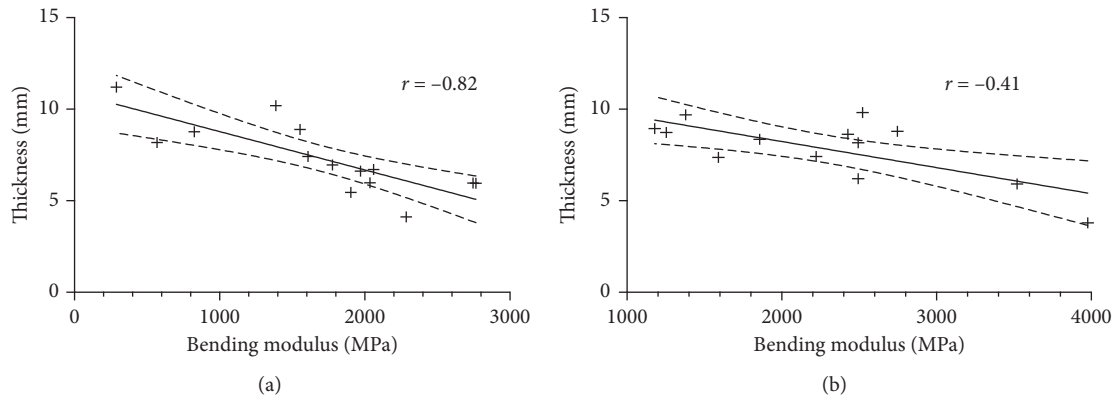 15
10
5
0
Thickness (mm)
r = –0.82
0
1000
2000
3000
Bending modulus (MPa)
(a)
15
10
5
0
Thickness (mm)
r = –0.41
1000
2000
3000
4000
Bending modulus (MPa)
(b)